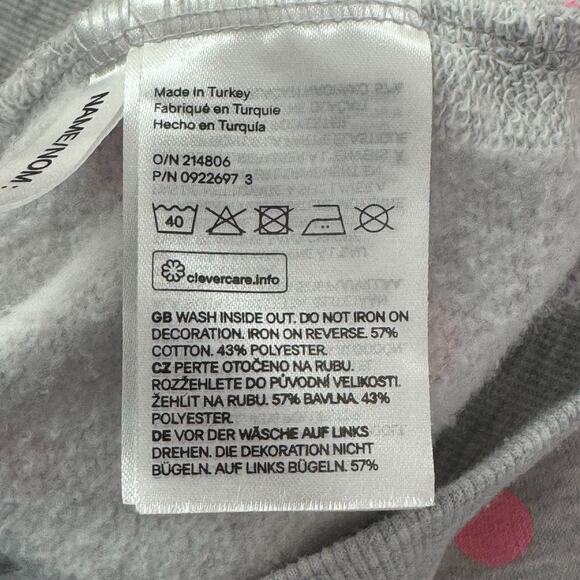 NAME/NOM:
Made in Turkey
Fabriqué en Turquie
Hecho en Turquía
O/N 214806
P/N 0922697 3
40
clevercare.info
GB WASH INSIDE OUT. DO NOT IRON ON
DECORATION. IRON ON REVERSE. 57%
COTTON. 43% POLYESTER.
CZ PERTE OTOČENO NA RUBU.
ROZŽEHLETE DO PŮVODNÍ VELIKOSTI.
ŽEHLIT NA RUBU. 57% BAVLNA. 43%
POLYESTER.
DE VOR DER WÄSCHE AUF LINKS
DREHEN. DIE DEKORATION NICHT
BÜGELN. AUF LINKS BÜGELN. 57%